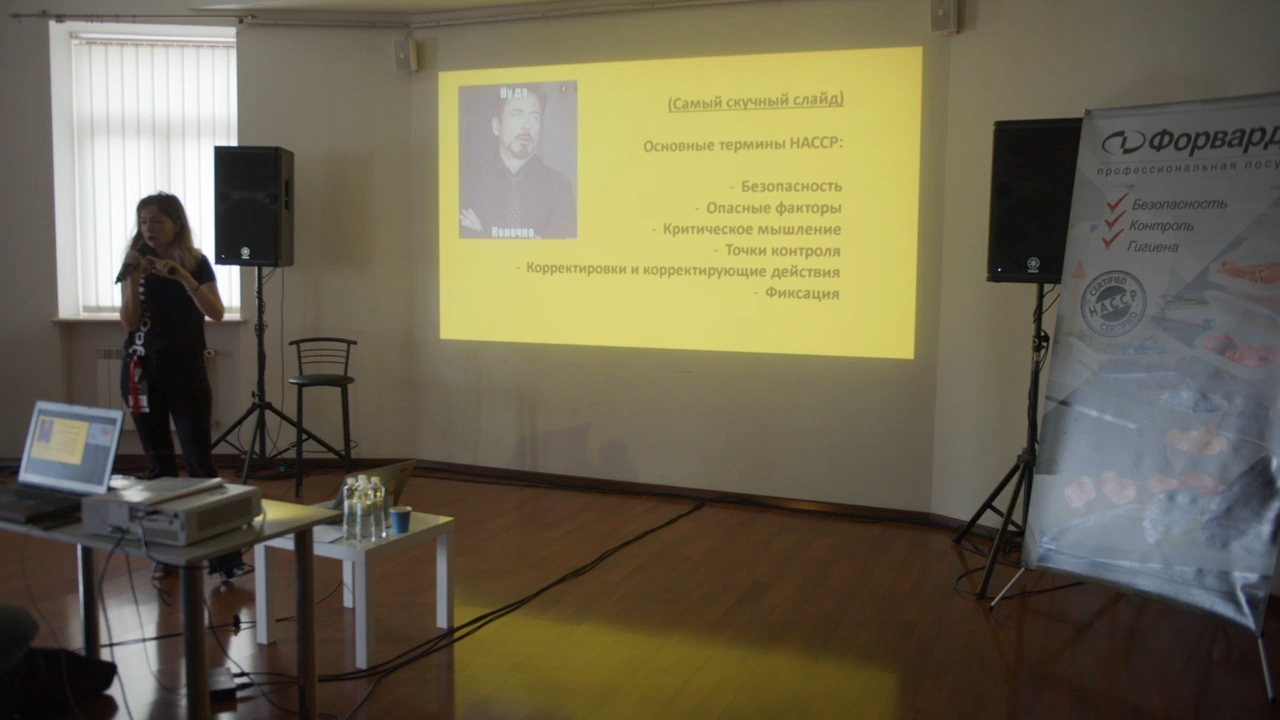 Ну да
Конечно...
(Самый скучный слайд)
Основные термины НАССР:
- Безопасность
- Опасные факторы
- Критическое мышление
- Точки контроля
- Корректировки и корректирующие действия
- Фиксация
Форвард
профессиональная посу
Безопасность
Контроль
Гигиена
CERTIFIED
HACCP
CERTIFIED